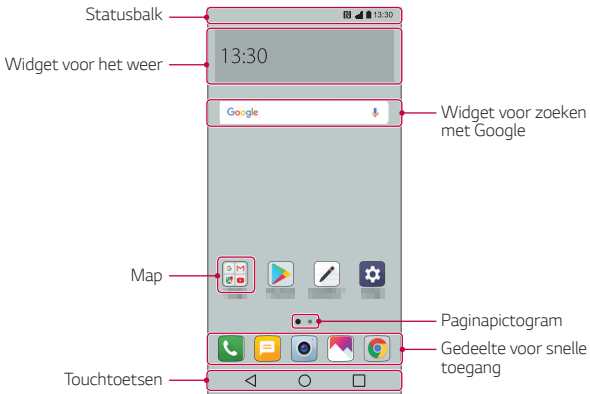 Statusbalk
13:30
Widget voor het weer
13:30
Google
Widget voor zoeken
met Google
Map
Paginapictogram
Gedeelte voor snelle
toegang
Touchtoetsen